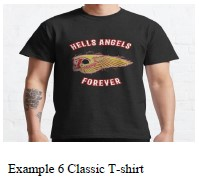 HELLS ANGELS
FOREVER
Example 6 Classic T-shirt